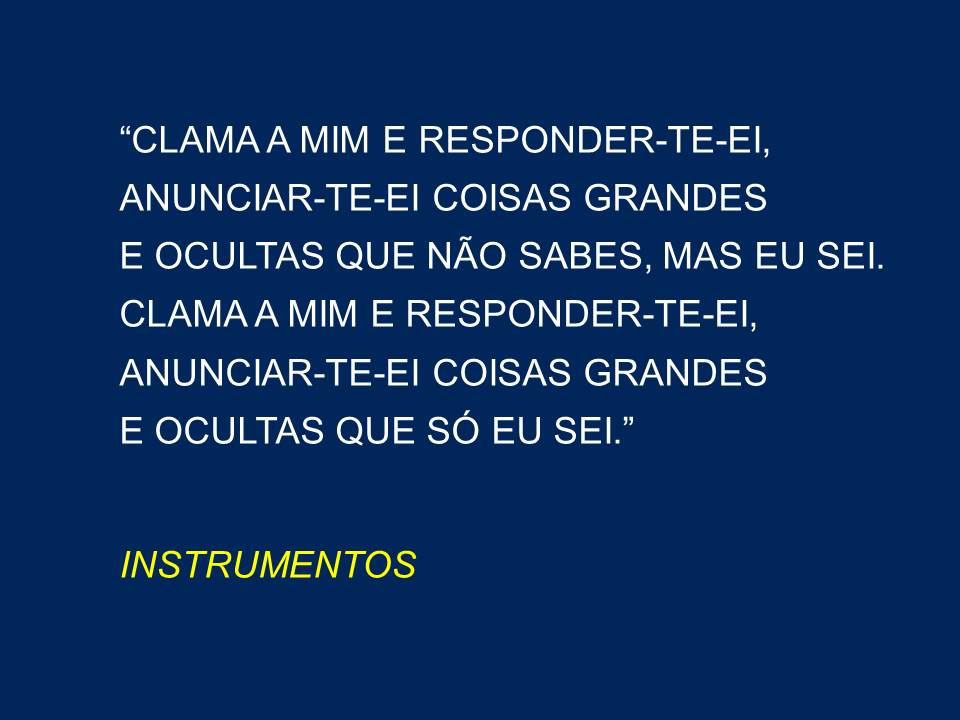 “CLAMA A MIM E RESPONDER-TE-EI,
ANUNCIAR-TE-EI COISAS GRANDES
E OCULTAS QUE NÃO SABES, MAS EU SEI.
CLAMA A MIM E RESPONDER-TE-EI,
ANUNCIAR-TE-EI COISAS GRANDES
E OCULTAS QUE SÓ EU SEI.”
INSTRUMENTOS